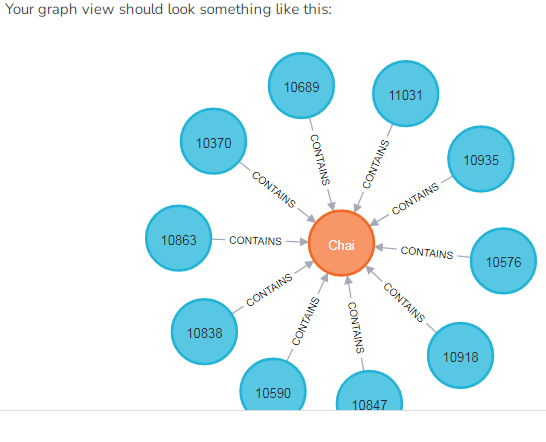 Your graph view should look something like this:
10689
11031
10370
CONTAINS
CONTAINS
10935
CONTAINS
CONTAINS
10863
CONTAINS
Chai
CONTAINS
10576
CONTAINS
CONTAINS
10838
CONTAINS
CONTAINS
10918
10590
10847